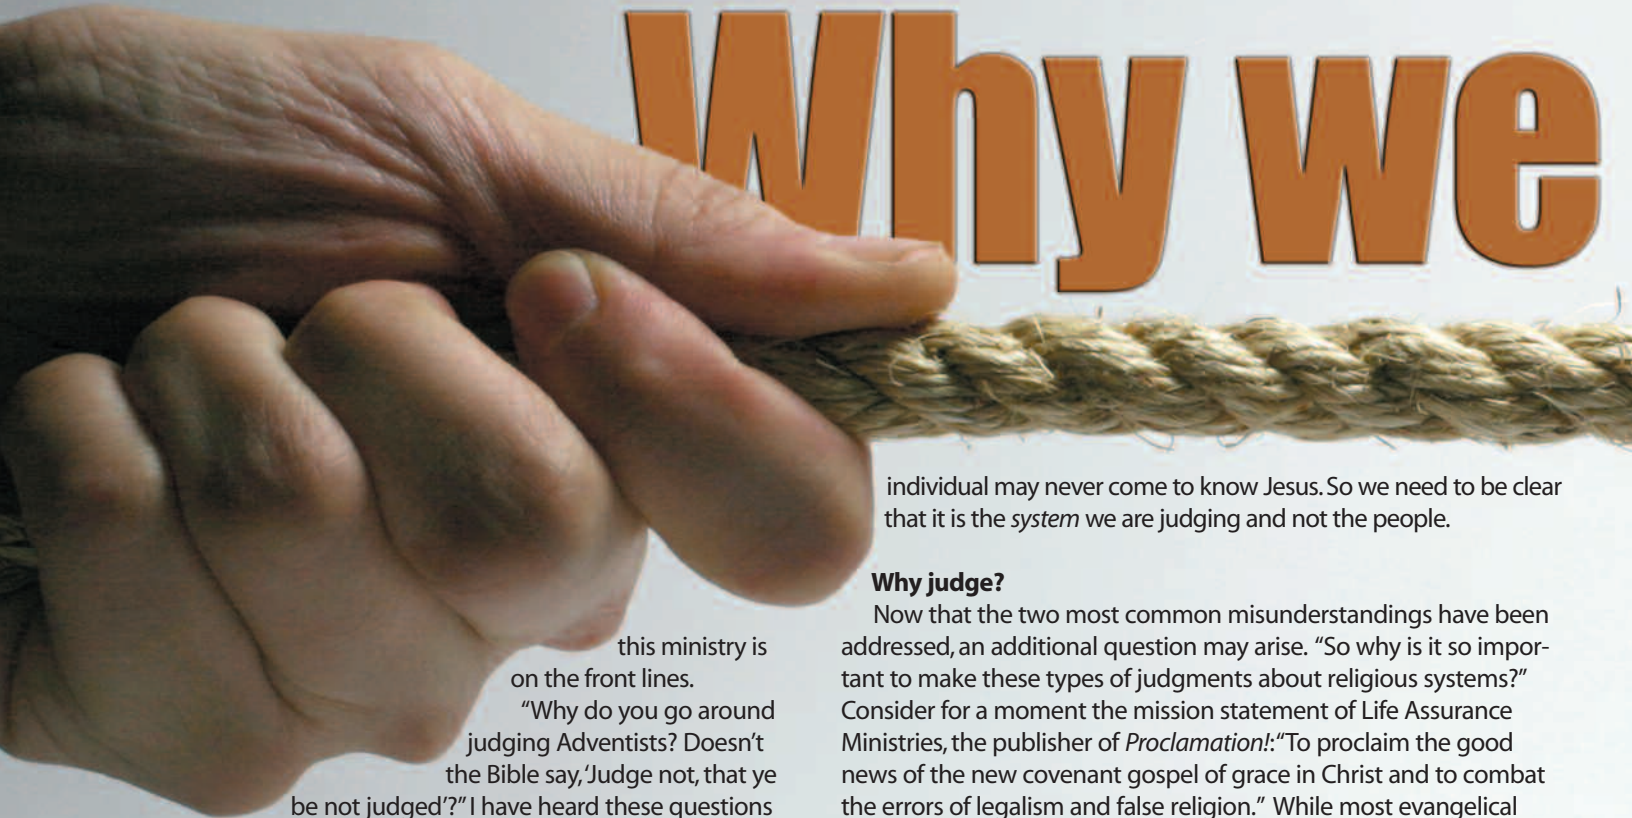 Why we
this ministry is
on the front lines.
“Why do you go around
judging Adventists? Doesn’t
the Bible say, ‘Judge not, that ye
be not judged’?” I have heard these questions
individual may never come to know Jesus. So we need to be clear
that it is the system we are judging and not the people.
Why judge?
Now that the two most common misunderstandings have been
addressed, an additional question may arise. “So why is it so impor-
tant to make these types of judgments about religious systems?”
Consider for a moment the mission statement of Life Assurance
Ministries, the publisher of Proclamation!: “To proclaim the good
news of the new covenant gospel of grace in Christ and to combat
the errors of legalism and false religion.” While most evangelical